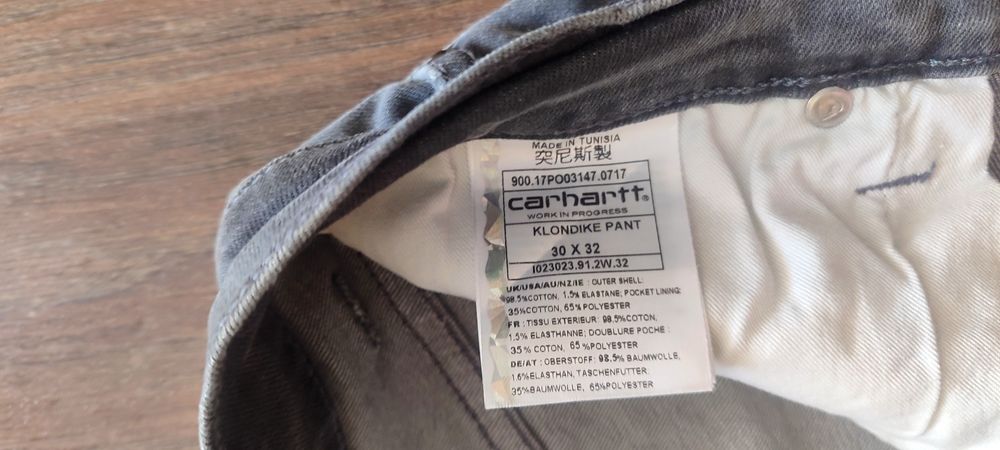 MADE IN TUNISIA
突尼斯製
900.17PO03147.0717
carhartt®
WORK IN PROGRESS
KLONDIKE PANT
30 X 32
I023023.91.2W.32
UK/USA/AU/NZ/IE : OUTER SHELL:
98.5%COTTON, 1.5% ELASTANE; POCKET LINING:
35%COTTON, 65% POLYESTER
FR : TISSU EXTERIEUR: 98.5%COTON,
1.5% ELASTHANNE; DOUBLURE POCHE :
35% COTON, 65 %POLYESTER
DE/AT : OBERSTOFF: 98.5% BAUMWOLLE,
1.5%ELASTHAN, TASCHENFUTTER:
35%BAUMWOLLE, 65%POLYESTER